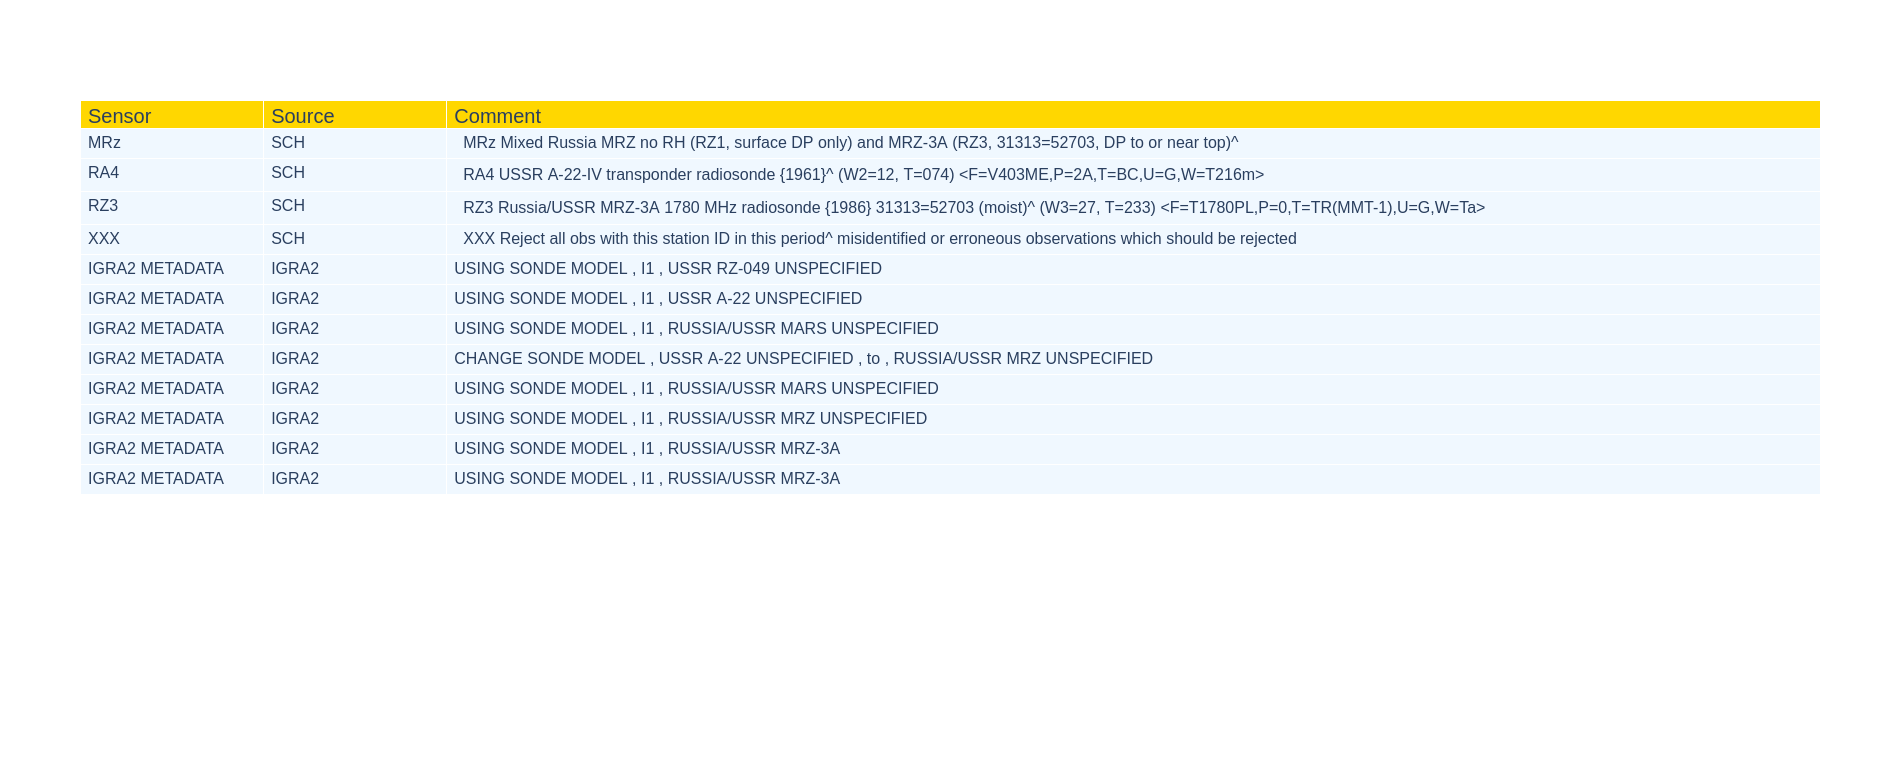 Sensor Source Comment
MRz SCH MRz Mixed Russia MRZ no RH (RZ1, surface DP only) and MRZ-3A (RZ3, 31313=52703, DP to or near top)^
RA4 SCH RA4 USSR A-22-IV transponder radiosonde {1961}^ (W2=12, T=074) <F=V403ME,P=2A,T=BC,U=G,W=T216m>
RZ3 SCH RZ3 Russia/USSR MRZ-3A 1780 MHz radiosonde {1986} 31313=52703 (moist)^ (W3=27, T=233) <F=T1780PL,P=0,T=TR(MMT-1),U=G,W=Ta>
XXX SCH XXX Reject all obs with this station ID in this period^ misidentified or erroneous observations which should be rejected
IGRA2 METADATA IGRA2 USING SONDE MODEL , I1 , USSR RZ-049 UNSPECIFIED
IGRA2 METADATA IGRA2 USING SONDE MODEL , I1 , USSR A-22 UNSPECIFIED
IGRA2 METADATA IGRA2 USING SONDE MODEL , I1 , RUSSIA/USSR MARS UNSPECIFIED
IGRA2 METADATA IGRA2 CHANGE SONDE MODEL , USSR A-22 UNSPECIFIED , to , RUSSIA/USSR MRZ UNSPECIFIED
IGRA2 METADATA IGRA2 USING SONDE MODEL , I1 , RUSSIA/USSR MARS UNSPECIFIED
IGRA2 METADATA IGRA2 USING SONDE MODEL , I1 , RUSSIA/USSR MRZ UNSPECIFIED
IGRA2 METADATA IGRA2 USING SONDE MODEL , I1 , RUSSIA/USSR MRZ-3A
IGRA2 METADATA IGRA2 USING SONDE MODEL , I1 , RUSSIA/USSR MRZ-3A